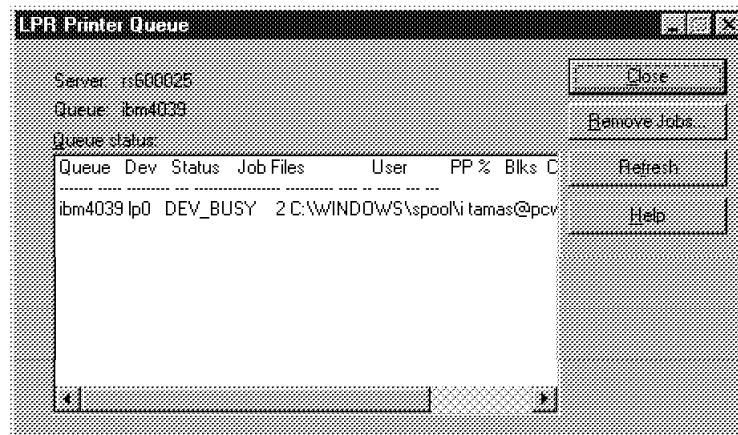 LPR Printer Queue
Server: rs600025
Queue: ibm4039
Queue status:
Queue Dev Status Job Files User PP % Blks C
------- ----- --------- --- ------------------ ---------- ---- -- ----- --- ---
ibm4039 lp0 DEV_BUSY 2 C:\WINDOWS\spool\i tamas@pcw
Close
Remove Jobs...
Refresh
Help